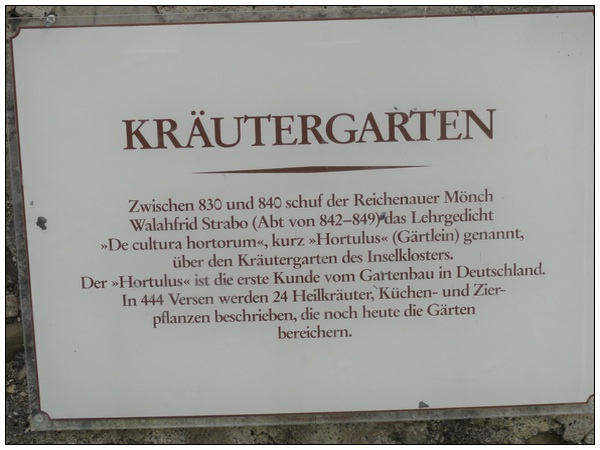 KRÄUTERGARTEN
Zwischen 830 und 840 schuf der Reichenauer Mönch
Walahfrid Strabo (Abt von 842–849) das Lehrgedicht
»De cultura hortorum«, kurz »Hortulus« (Gärtlein) genannt,
über den Kräutergarten des Inselklosters.
Der »Hortulus« ist die erste Kunde vom Gartenbau in Deutschland.
In 444 Versen werden 24 Heilkräuter, Küchen- und Zier-
pflanzen beschrieben, die noch heute die Gärten
bereichern.